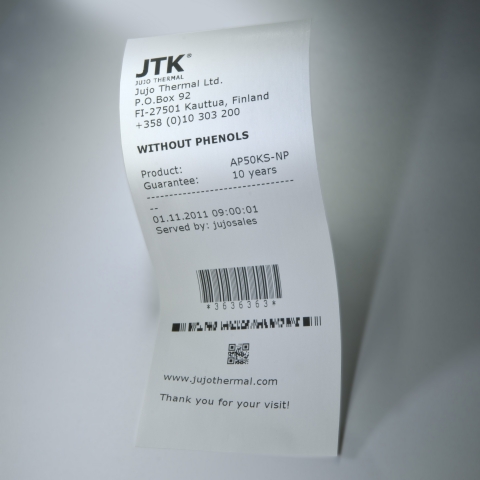 JTK®
JUJO THERMAL
Jujo Thermal Ltd.
P.O.Box 92
FI-27501 Kauttua, Finland
+358 (0)10 303 200
WITHOUT PHENOLS
Product: AP50KS-NP
Guarantee: 10 years
--------------------------------
--
01.11.2011 09:00:01
Served by: jujosales
*3636363*
www.jujothermal.com
Thank you for your visit!